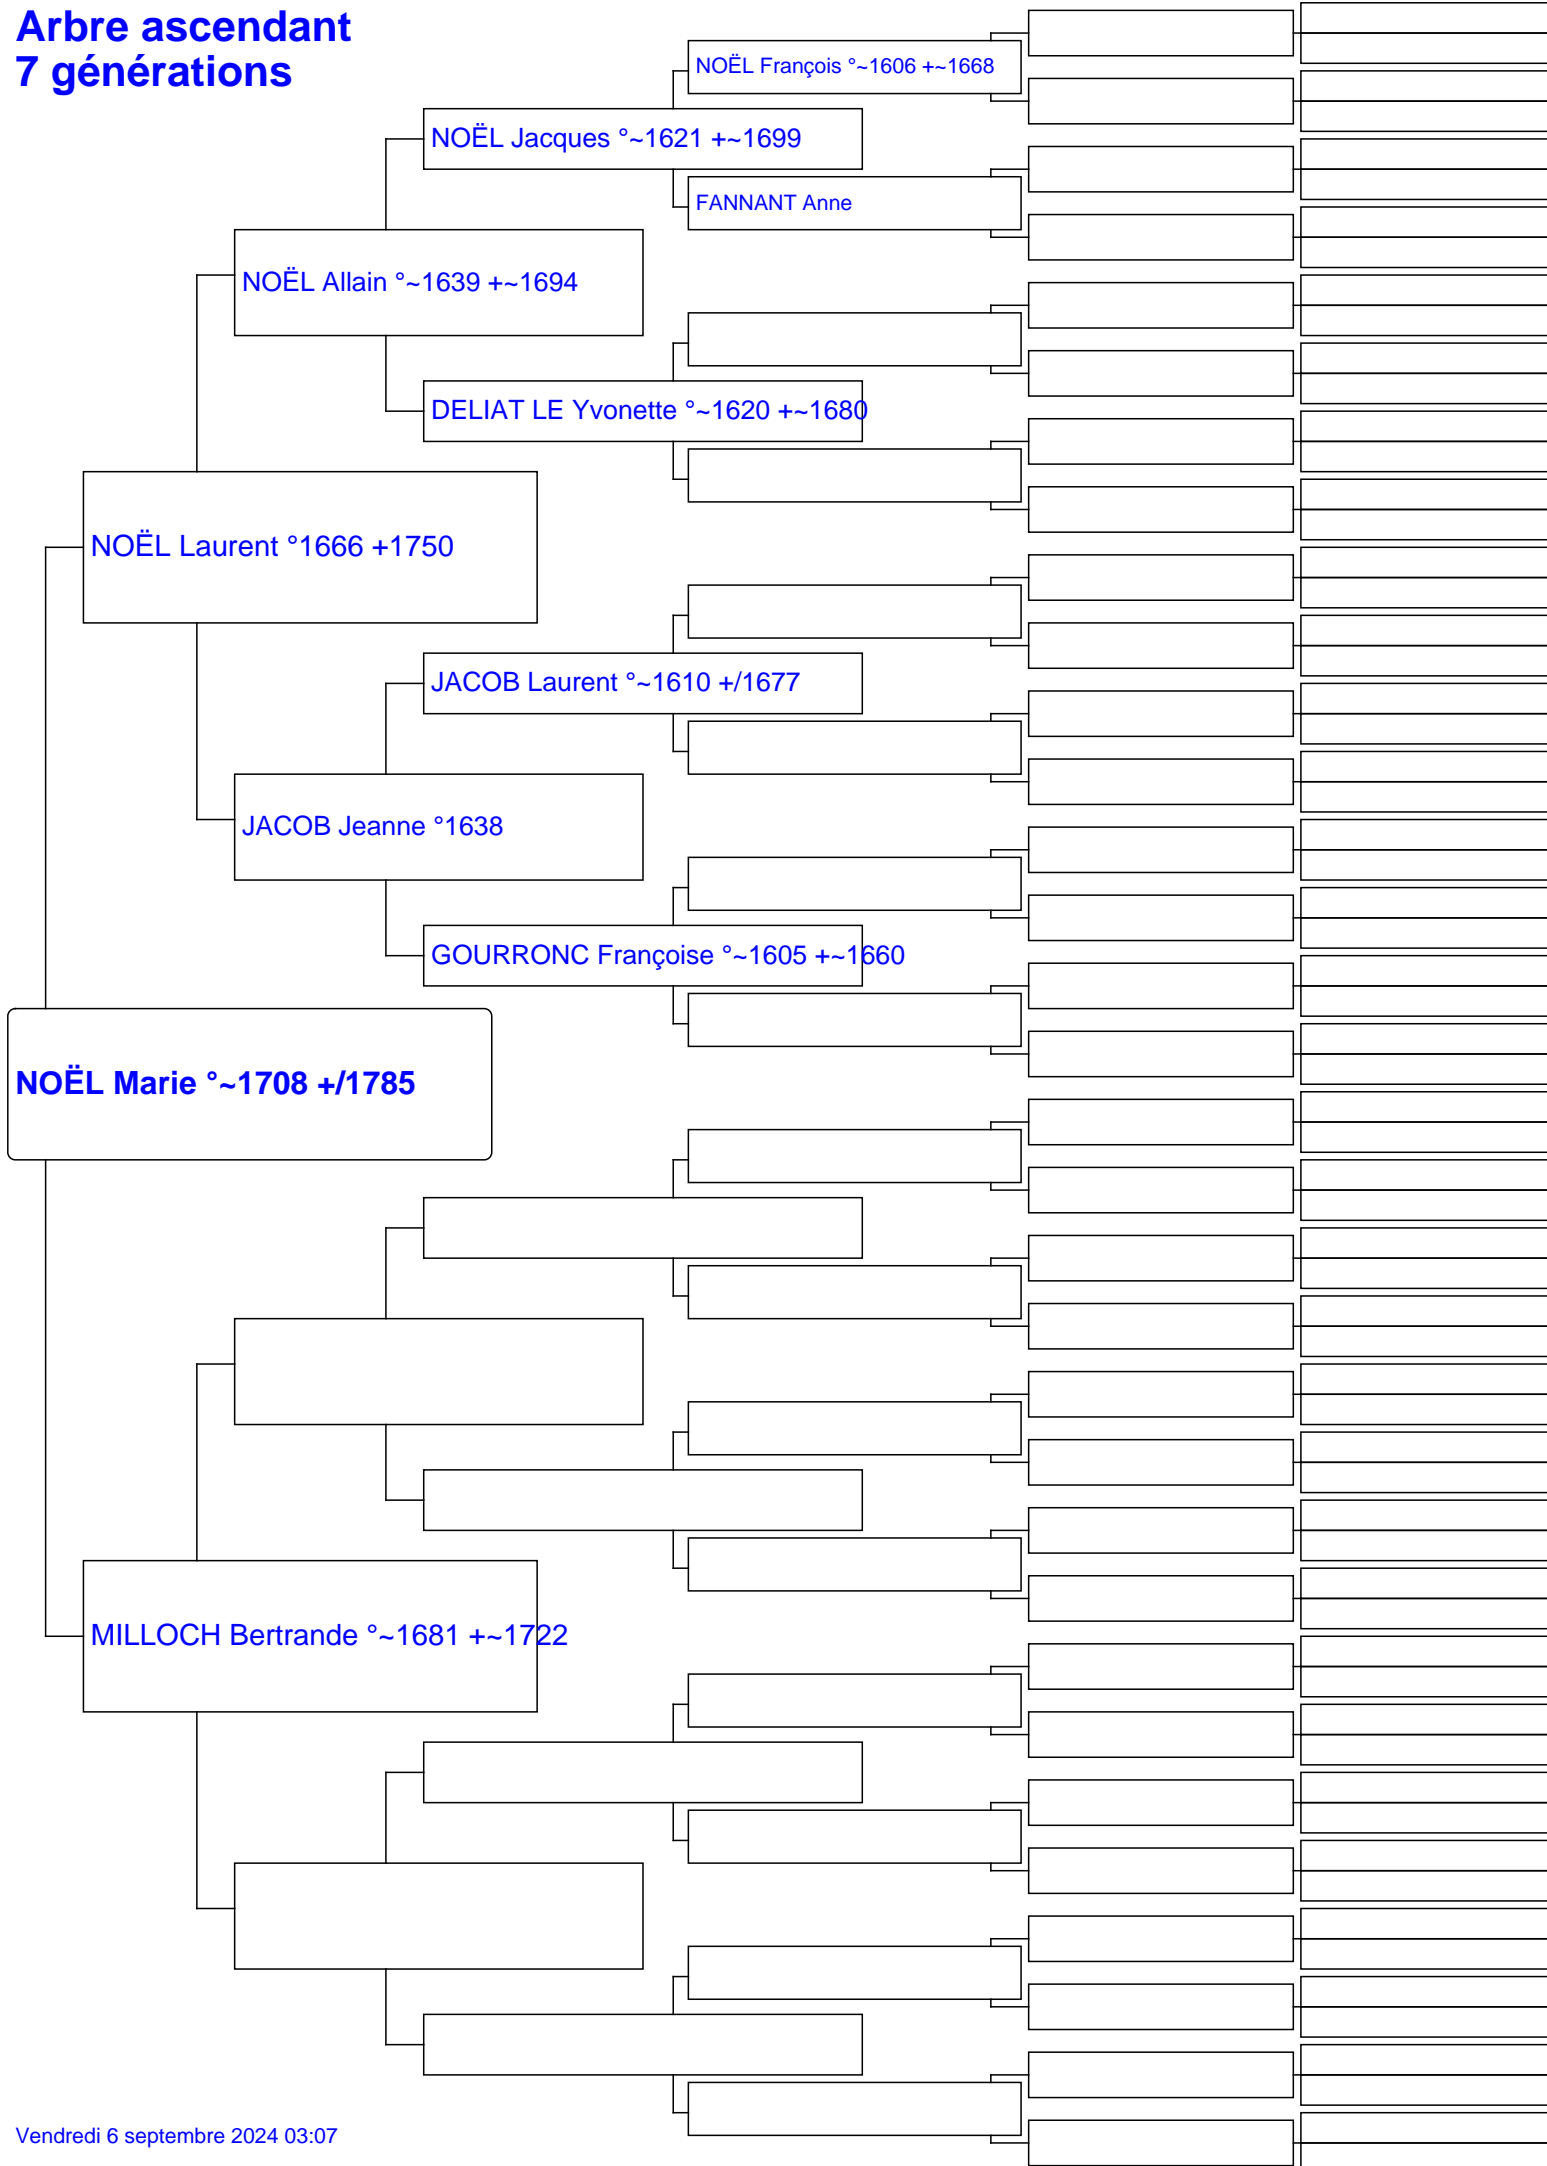 Arbre ascendant
7 générations
NOËL François °~1606 +~1668
NOËL Jacques °~1621 +~1699
FANNANT Anne
NOËL Allain °~1639 +~1694
DELIAT LE Yvonette °~1620 +~1680
NOËL Laurent °1666 +1750
JACOB Laurent °~1610 +/1677
JACOB Jeanne °1638
GOURRONC Françoise °~1605 +~1660
NOËL Marie °~1708 +/1785
MILLOCH Bertrande °~1681 +~1722
Vendredi 6 septembre 2024 03:07